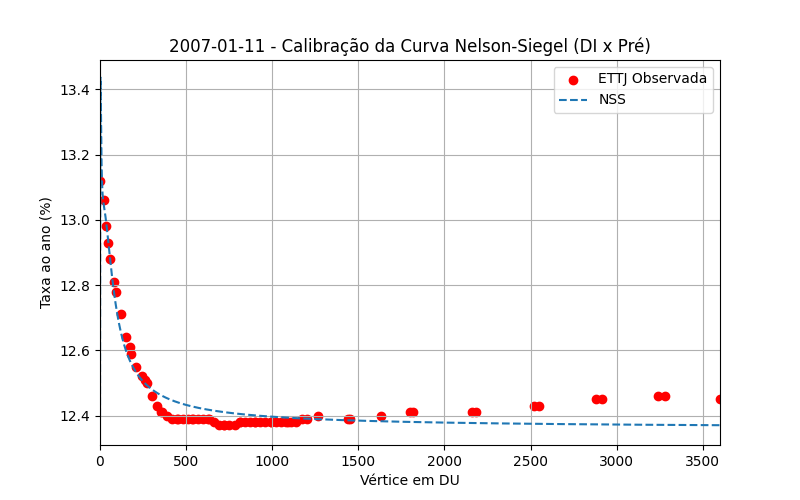 2007-01-11 - Calibração da Curva Nelson-Siegel (DI x Pré)
ETTJ Observada
NSS
Taxa ao ano (%)
13.4
13.2
13.0
12.8
12.6
12.4
0 500 1000 1500 2000 2500 3000 3500
Vértice em DU